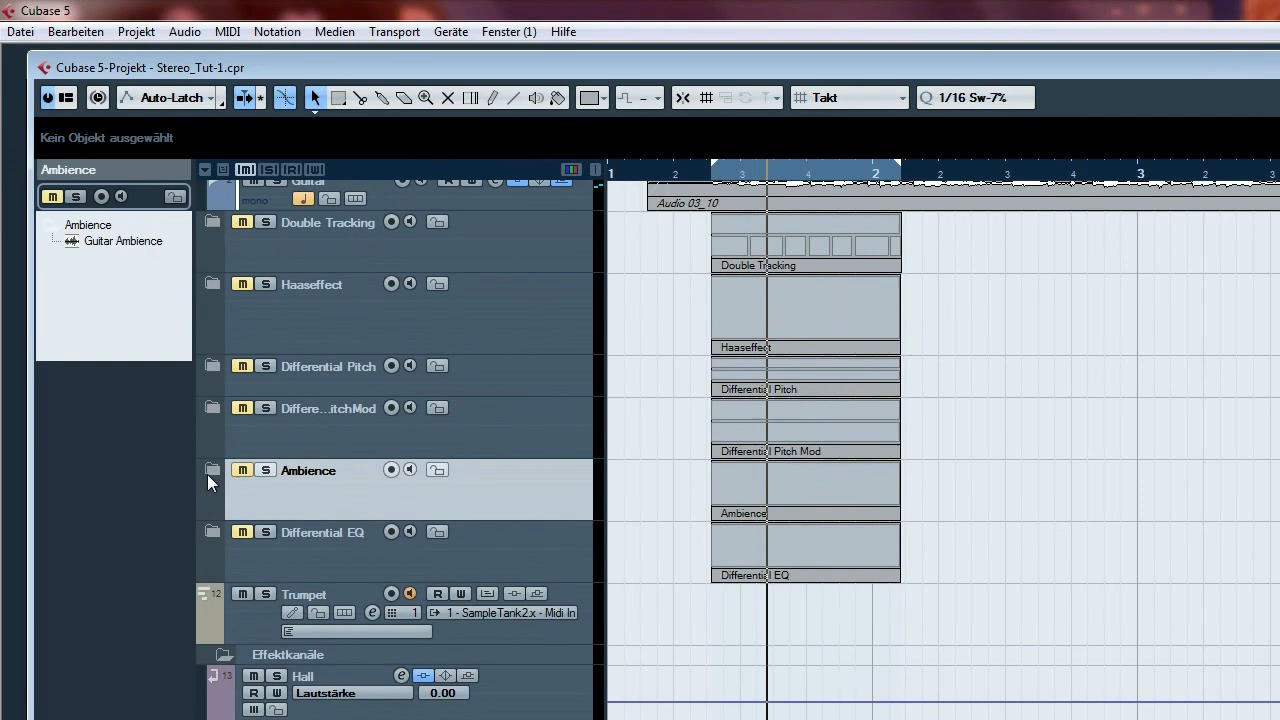 Cubase 5
Datei Bearbeiten Projekt Audio MIDI Notation Medien Transport Geräte Fenster (1) Hilfe
Cubase 5-Projekt - Stereo_Tut-1.cpr
Auto-Latch Takt Q 1/16 Sw-7%
Kein Objekt ausgewählt
Ambience
M S
Ambience
Guitar Ambience
[M] [S] [R] [W]
1 2 3 4 2 2 3 4 3 2 3
Guitar
mono
Audio 03_10
M S Double Tracking
Double Tracking
M S Haaseffect
Haaseffect
M S Differential Pitch
Differential Pitch
M S Differe...itchMod
Differential Pitch Mod
M S Ambience
Ambience
M S Differential EQ
Differential EQ
12 M S Trumpet R W
e 1 1 - SampleTank2.x - Midi In
Effektkanäle
13 M S Hall e
R W Lautstärke 0.00